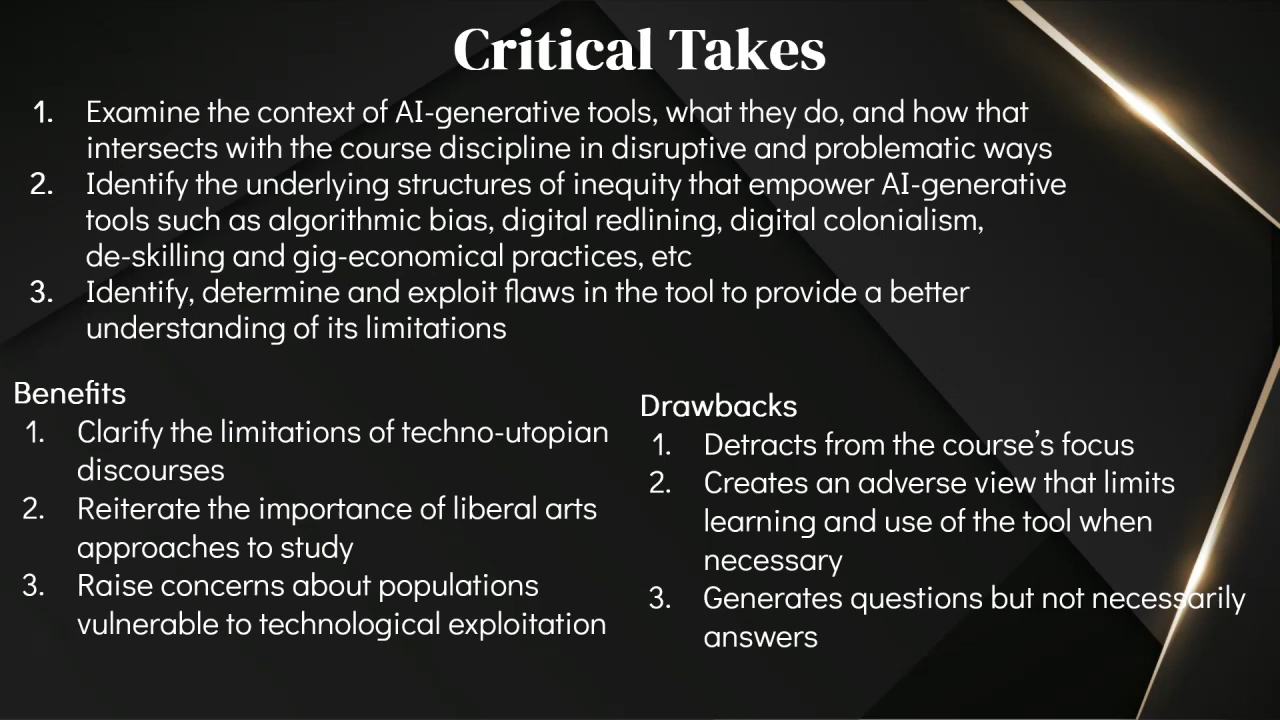 Critical Takes
1. Examine the context of AI-generative tools, what they do, and how that
intersects with the course discipline in disruptive and problematic ways
2. Identify the underlying structures of inequity that empower AI-generative
tools such as algorithmic bias, digital redlining, digital colonialism,
de-skilling and gig-economical practices, etc
3. Identify, determine and exploit flaws in the tool to provide a better
understanding of its limitations
Benefits
1. Clarify the limitations of techno-utopian
discourses
2. Reiterate the importance of liberal arts
approaches to study
3. Raise concerns about populations
vulnerable to technological exploitation
Drawbacks
1. Detracts from the course’s focus
2. Creates an adverse view that limits
learning and use of the tool when
necessary
3. Generates questions but not necessarily
answers